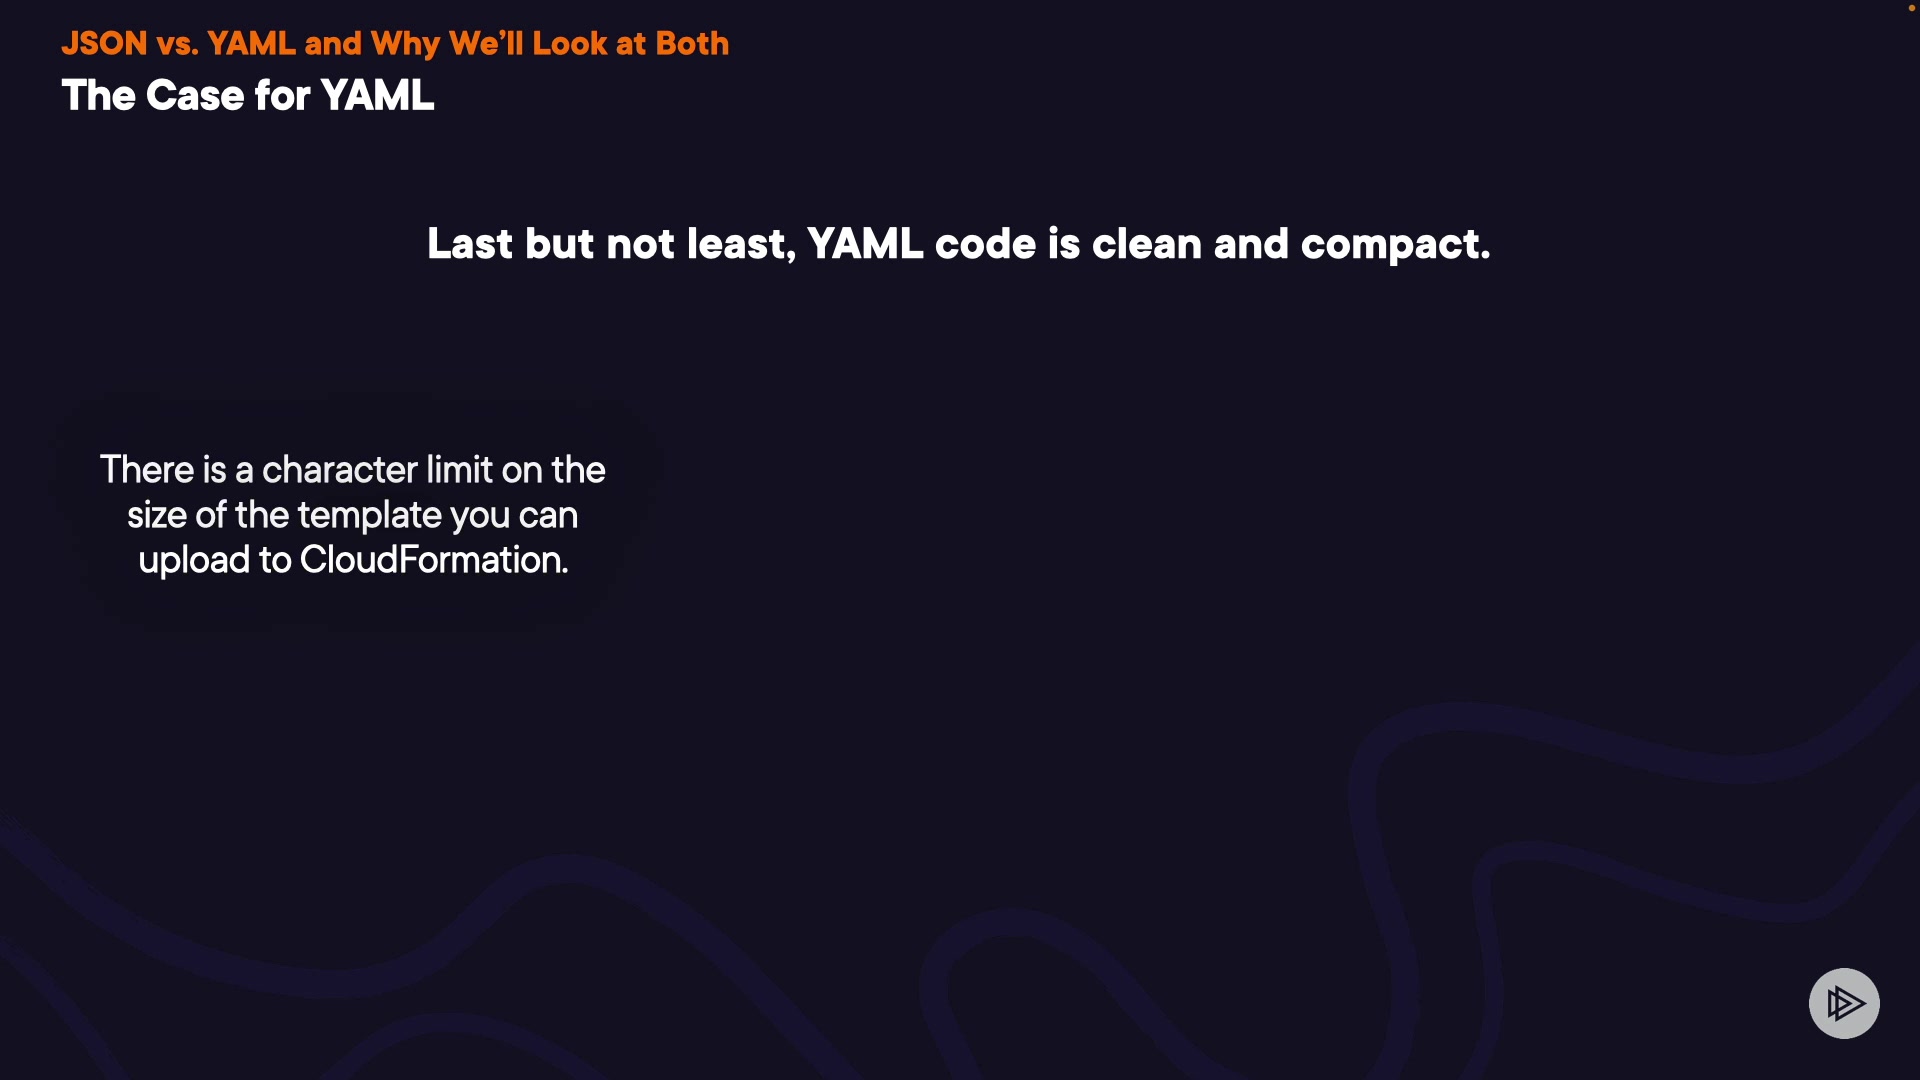 JSON vs. YAML and Why We’ll Look at Both
The Case for YAML
Last but not least, YAML code is clean and compact.
There is a character limit on the
size of the template you can
upload to CloudFormation.